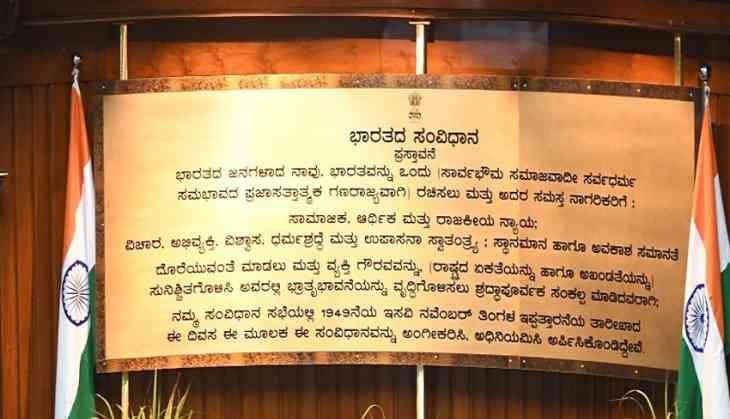 ಭಾರತದ ಸಂವಿಧಾನ
ಪ್ರಸ್ತಾವನೆ
ಭಾರತದ ಜನಗಳಾದ ನಾವು. ಭಾರತವನ್ನು ಒಂದು (ಸಾರ್ವಭೌಮ ಸಮಾಜವಾದೀ ಸರ್ವಧರ್ಮ
ಸಮಭಾವದ ಪ್ರಜಾಸತ್ತಾತ್ಮಕ ಗಣರಾಜ್ಯವಾಗಿ) ರಚಿಸಲು ಮತ್ತು ಅದರ ಸಮಸ್ತ ನಾಗರಿಕರಿಗೆ :
ಸಾಮಾಜಿಕ. ಆರ್ಥಿಕ ಮತ್ತು ರಾಜಕೀಯ ನ್ಯಾಯ;
ವಿಚಾರ. ಅಭಿವ್ಯಕ್ತಿ. ವಿಶ್ವಾಸ. ಧರ್ಮಶ್ರದ್ಧೆ ಮತ್ತು ಉಪಾಸನಾ ಸ್ವಾತಂತ್ರ್ಯ ; ಸ್ಥಾನಮಾನ ಹಾಗೂ ಅವಕಾಶ ಸಮಾನತೆ
ದೊರೆಯುವಂತೆ ಮಾಡಲು ಮತ್ತು ವ್ಯಕ್ತಿ ಗೌರವವನ್ನು. (ರಾಷ್ಟ್ರದ ಏಕತೆಯನ್ನು ಹಾಗೂ ಅಖಂಡತೆಯನ್ನು)
ಸುನಿಶ್ಚಿತಗೊಳಿಸಿ ಅವರಲ್ಲಿ ಭ್ರಾತೃಭಾವನೆಯನ್ನು ವೃದ್ಧಿಗೊಳಿಸಲು ಶ್ರದ್ಧಾಪೂರ್ವಕ ಸಂಕಲ್ಪ ಮಾಡಿದವರಾಗಿ;
ನಮ್ಮ ಸಂವಿಧಾನ ಸಭೆಯಲ್ಲಿ 1949ನೆಯ ಇಸವಿ ನವೆಂಬರ್ ತಿಂಗಳ ಇಪ್ಪತ್ತಾರನೆಯ ತಾರೀಖಾದ
ಈ ದಿವಸ ಈ ಮೂಲಕ ಈ ಸಂವಿಧಾನವನ್ನು ಅಂಗೀಕರಿಸಿ. ಅಧಿನಿಯಮಿಸಿ ಅರ್ಪಿಸಿಕೊಂಡಿದ್ದೇವೆ.